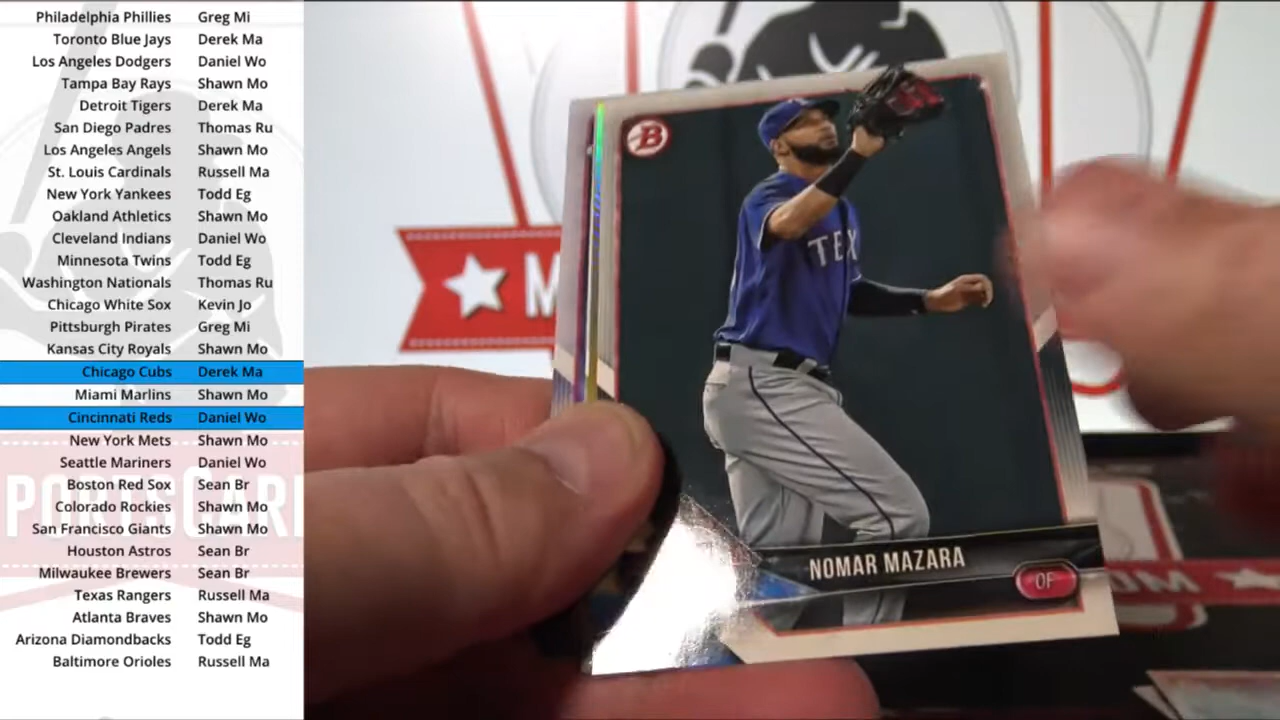 Philadelphia Phillies Greg Mi
Toronto Blue Jays Derek Ma
Los Angeles Dodgers Daniel Wo
Tampa Bay Rays Shawn Mo
Detroit Tigers Derek Ma
San Diego Padres Thomas Ru
Los Angeles Angels Shawn Mo
St. Louis Cardinals Russell Ma
New York Yankees Todd Eg
Oakland Athletics Shawn Mo
Cleveland Indians Daniel Wo
Minnesota Twins Todd Eg
Washington Nationals Thomas Ru
Chicago White Sox Kevin Jo
Pittsburgh Pirates Greg Mi
Kansas City Royals Shawn Mo
Chicago Cubs Derek Ma
Miami Marlins Shawn Mo
Cincinnati Reds Daniel Wo
New York Mets Shawn Mo
Seattle Mariners Daniel Wo
Boston Red Sox Sean Br
Colorado Rockies Shawn Mo
San Francisco Giants Shawn Mo
Houston Astros Sean Br
Milwaukee Brewers Sean Br
Texas Rangers Russell Ma
Atlanta Braves Shawn Mo
Arizona Diamondbacks Todd Eg
Baltimore Orioles Russell Ma
B
TEX
NOMAR MAZARA
OF